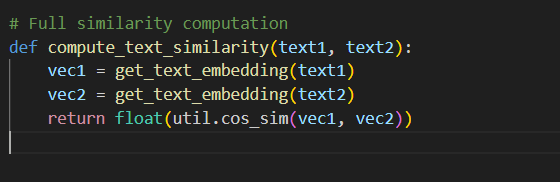 # Full similarity computation
def compute_text_similarity(text1, text2):
    vec1 = get_text_embedding(text1)
    vec2 = get_text_embedding(text2)
    return float(util.cos_sim(vec1, vec2))